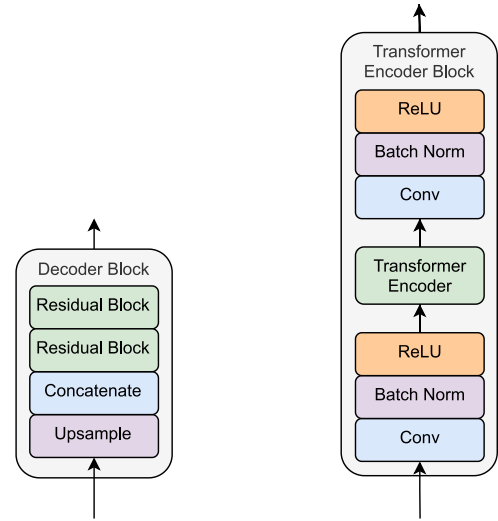 Decoder Block
Residual Block
Residual Block
Concatenate
Upsample
Transformer
Encoder Block
ReLU
Batch Norm
Conv
Transformer
Encoder
ReLU
Batch Norm
Conv